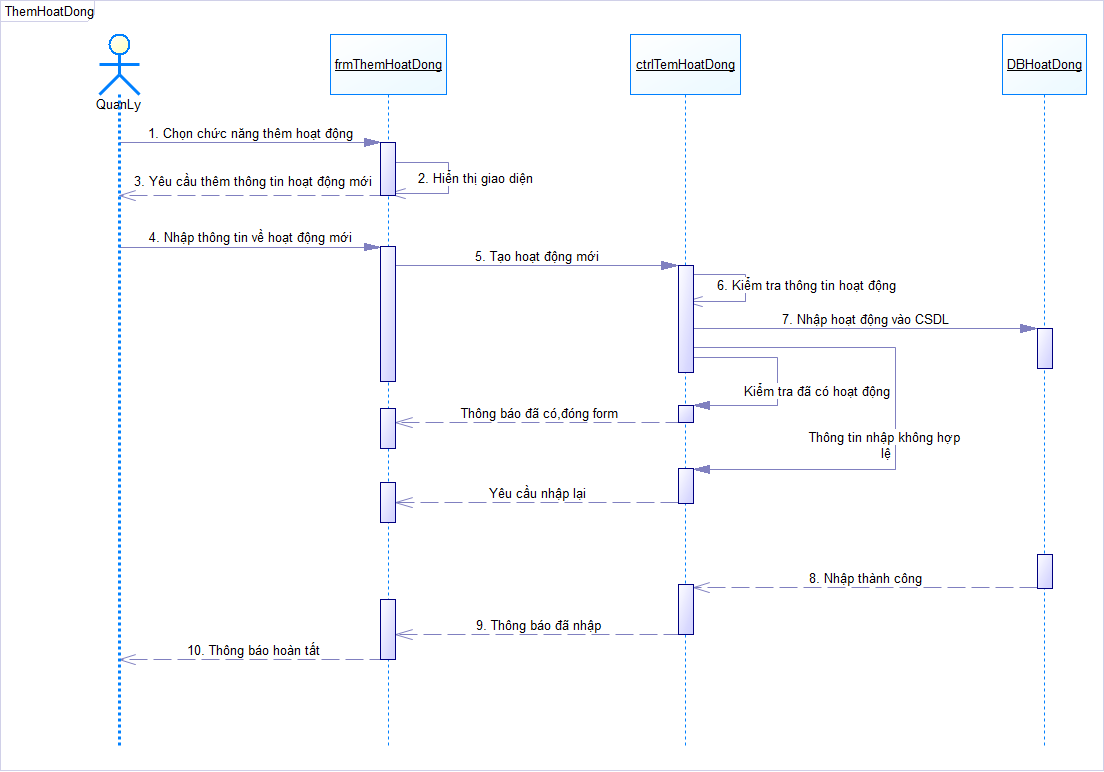 ThemHoatDong
QuanLy
frmThemHoatDong
ctrlTemHoatDong
DBHoatDong
1. Chọn chức năng thêm hoạt động
2. Hiển thị giao diện
3. Yêu cầu thêm thông tin hoạt động mới
4. Nhập thông tin về hoạt động mới
5. Tạo hoạt động mới
6. Kiểm tra thông tin hoạt động
7. Nhập hoạt động vào CSDL
Kiểm tra đã có hoạt động
Thông báo đã có,đóng form
Thông tin nhập không hợp
lệ
Yêu cầu nhập lại
8. Nhập thành công
9. Thông báo đã nhập
10. Thông báo hoàn tất